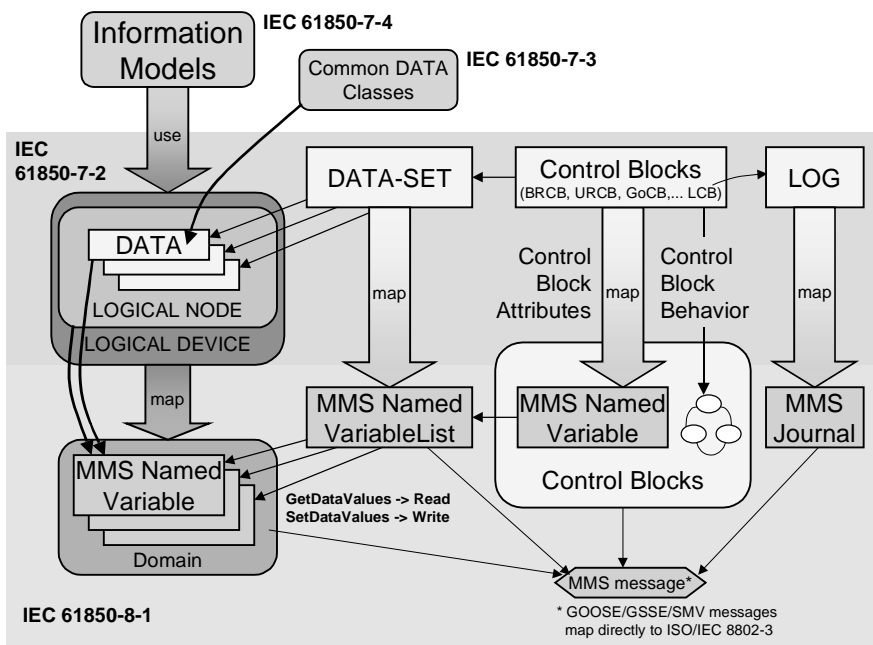 IEC 61850-7-4
Information
Models
IEC 61850-7-3
Common DATA
Classes
use
IEC
61850-7-2
DATA-SET
Control Blocks
(BRCB, URCB, GoCB,... LCB)
LOG
DATA
LOGICAL NODE
LOGICAL DEVICE
map
Control
Block
Attributes
map
Control
Block
Behavior
map
map
MMS Named
VariableList
MMS Named
Variable
MMS
Journal
Control Blocks
MMS Named
Variable
Domain
GetDataValues -> Read
SetDataValues -> Write
MMS message*
* GOOSE/GSSE/SMV messages
map directly to ISO/IEC 8802-3
IEC 61850-8-1